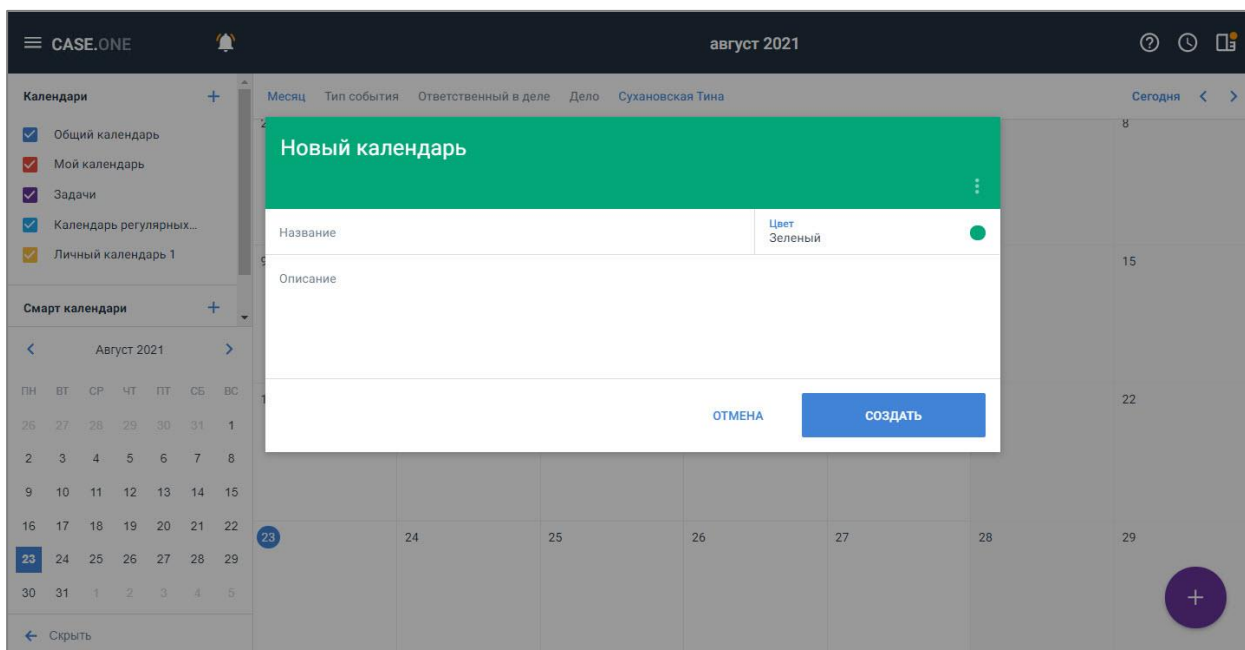 CASE.ONE
август 2021
Календари
Месяц Тип события Ответственный в деле Дело Сухановская Тина
Сегодня
Общий календарь
Мой календарь
Задачи
Календарь регулярных...
Личный календарь 1
Смарт календари
Август 2021
ПН ВТ СР ЧТ ПТ СБ ВС
26 27 28 29 30 31 1
2 3 4 5 6 7 8
9 10 11 12 13 14 15
16 17 18 19 20 21 22
23 24 25 26 27 28 29
30 31 1 2 3 4 5
Скрыть
Новый календарь
Название
Цвет
Зеленый
Описание
ОТМЕНА СОЗДАТЬ
8
15
22
23 24 25 26 27 28 29